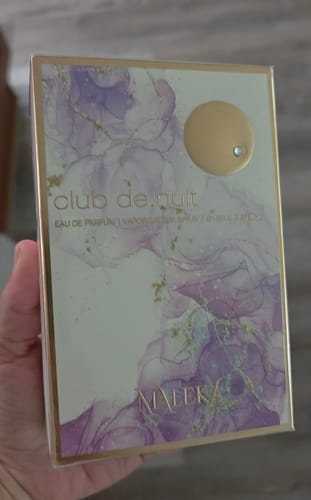 club de nuit
EAU DE PARFUM | VAPORISATEUR SPRAY |
MALEKA